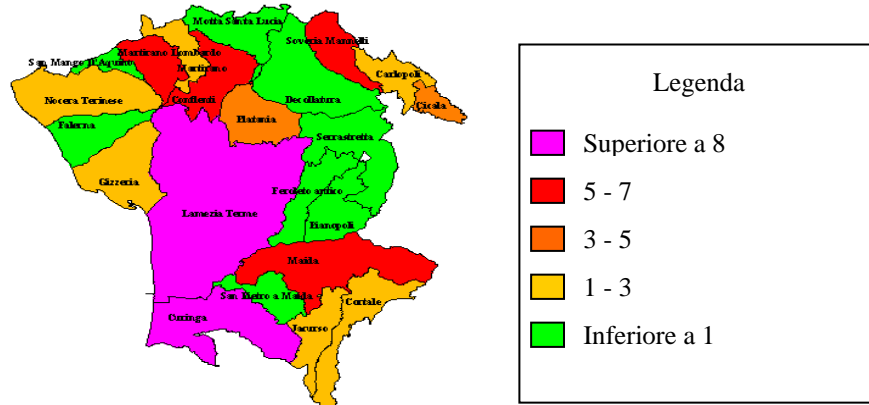 Motta Santa Lucia
Soveria Mannelli
Martirano Lombardo
San Mango D'Aquino
Martirano
Carlopoli
Nocera Terinese
Conflenti
Decollatura
Cicala
Platania
Falerna
Serrastretta
Gizzeria
Feroleto antico
Lamezia Terme
Pianopoli
Maida
San Pietro a Maida
Cortale
Curinga
Jacurso
Legenda
Superiore a 8
5 - 7
3 - 5
1 - 3
Inferiore a 1